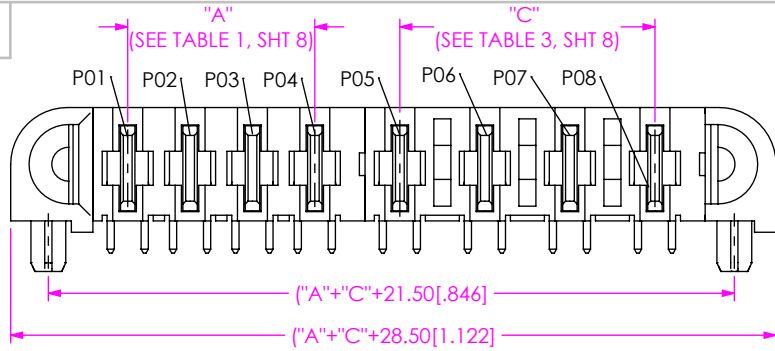 "A"
(SEE TABLE 1, SHT 8)
"C"
(SEE TABLE 3, SHT 8)
P01
P02
P03
P04
P05
P06
P07
P08
("A"+"C"+21.50[.846]
("A"+"C"+28.50[1.122]